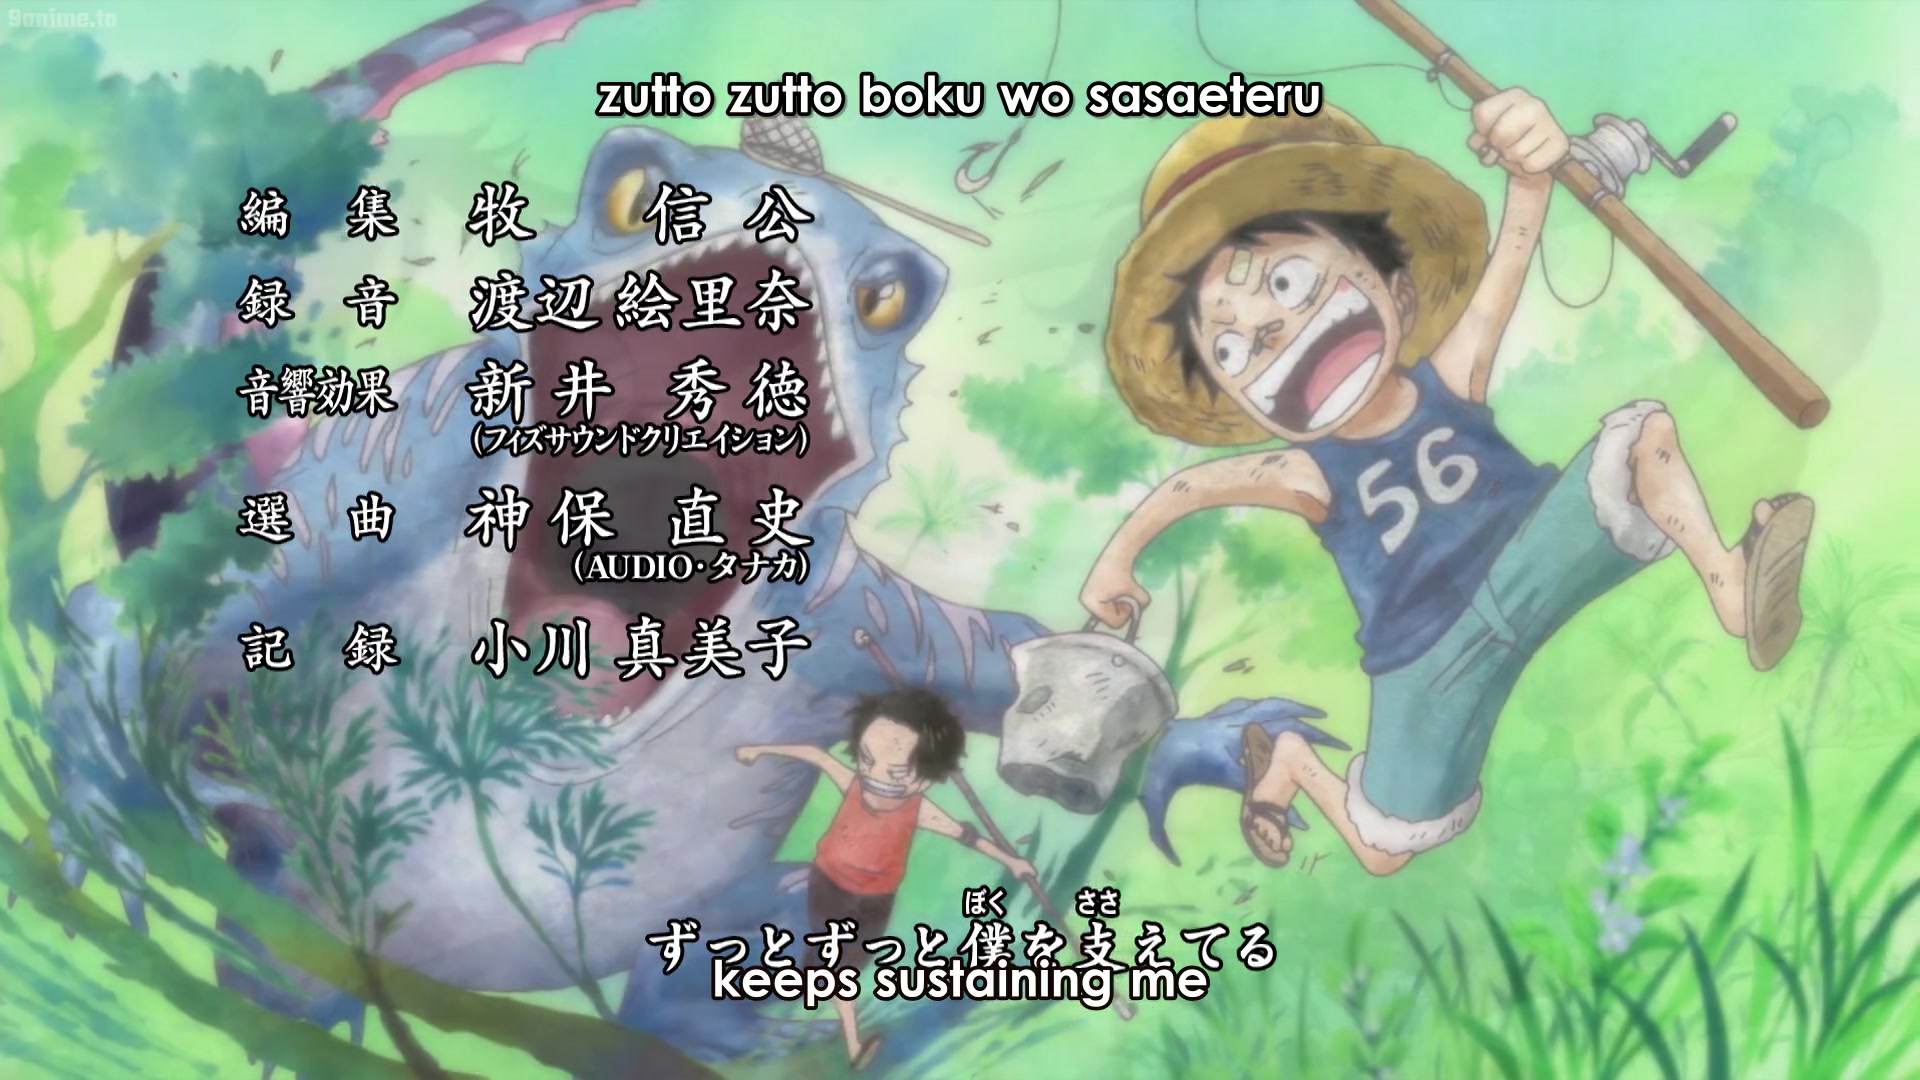 9anime.to
zutto zutto boku wo sasaeteru
編集 牧 信公
録音 渡辺絵里奈
音響効果 新井 秀徳
(フィズサウンドクリエイション)
選曲 神保 直史
(AUDIO・タナカ)
記録 小川真美子
56
ぼく ささ
ずっとずっと僕を支えてる
keeps sustaining me